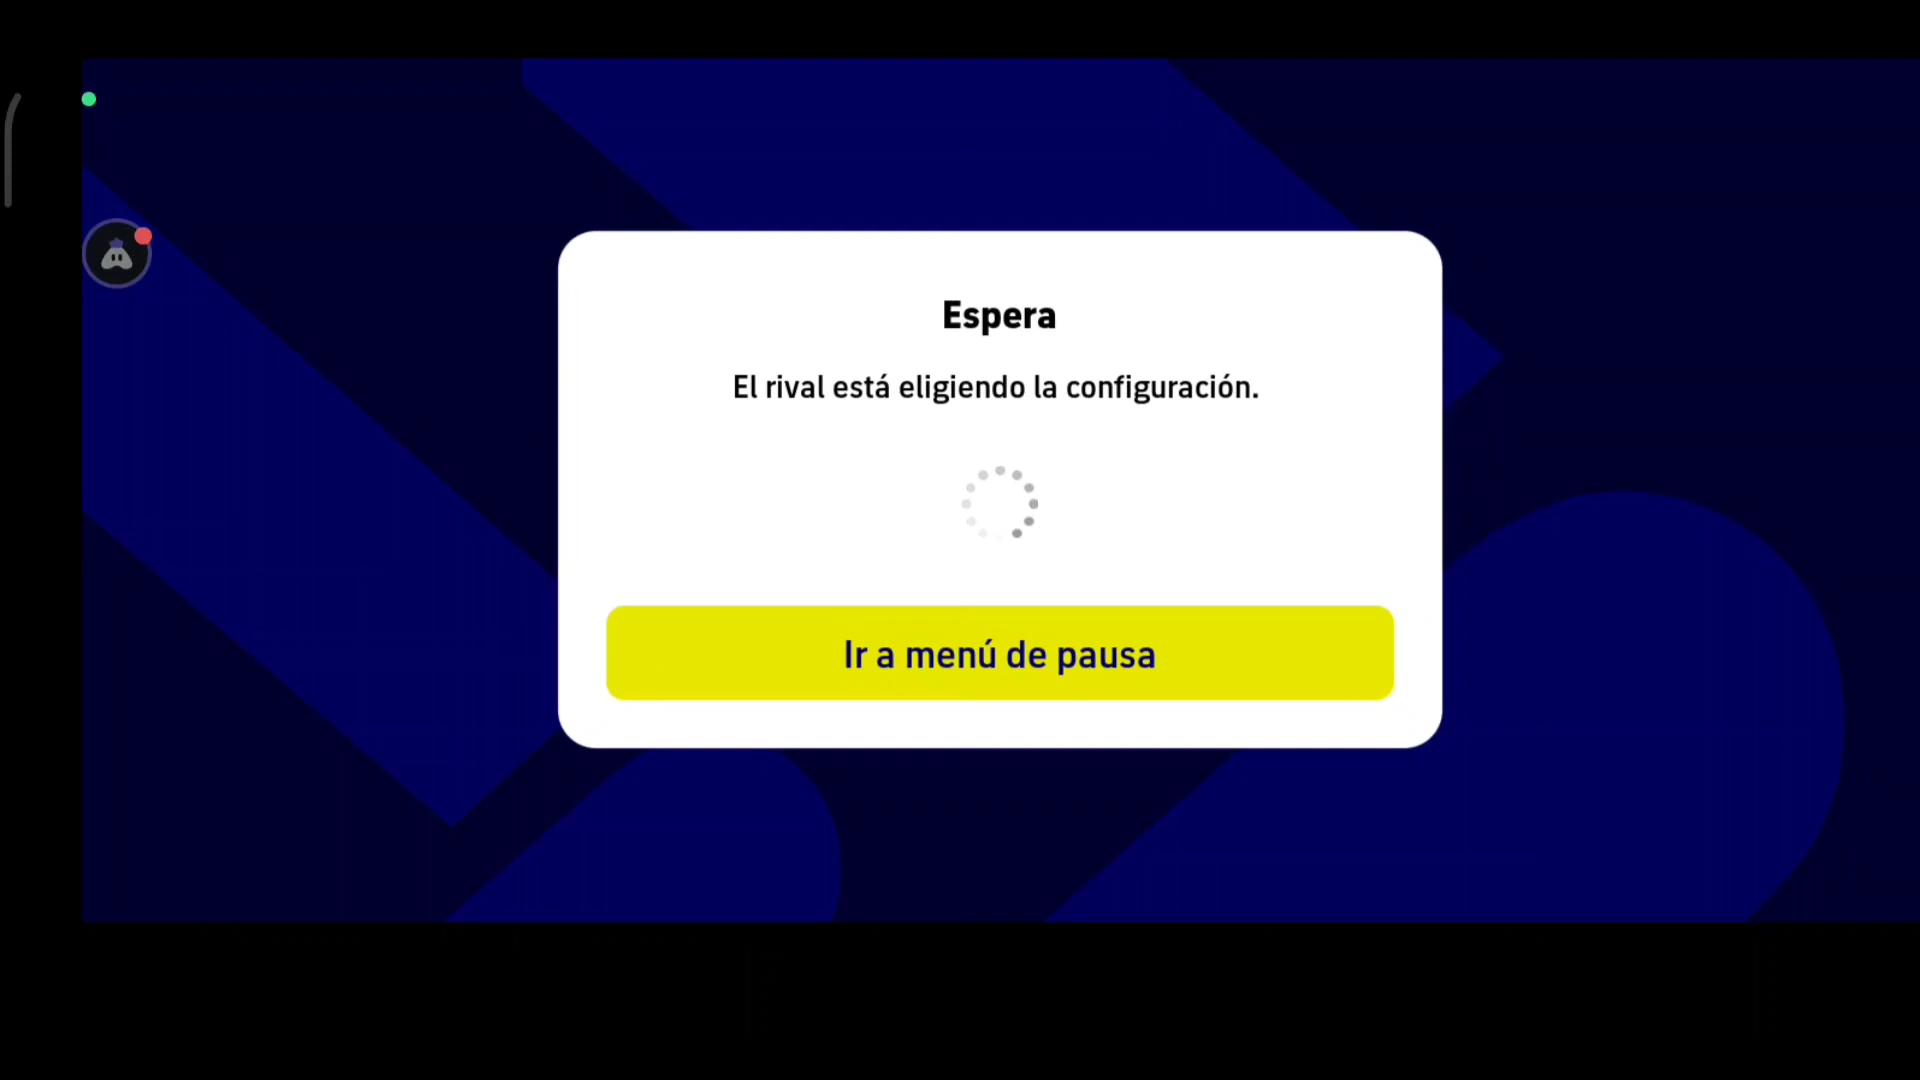 Espera
El rival está eligiendo la configuración.
Ir a menú de pausa